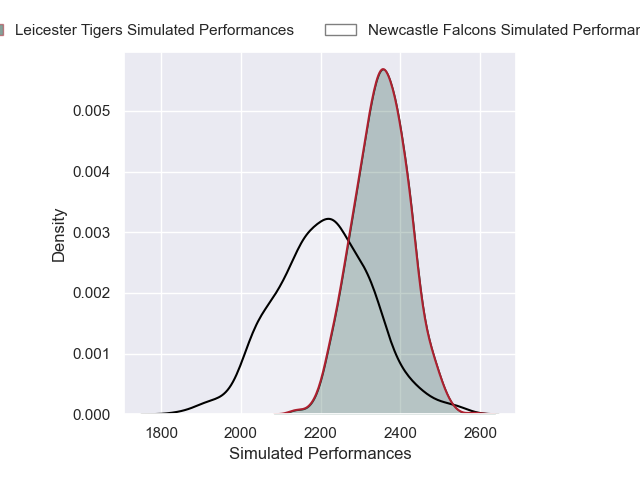 Leicester Tigers Simulated Performances
Newcastle Falcons Simulated
0.005
0.004
0.003
0.002
0.001
0.000
Density
1800 2000 2200 2400 2600
Simulated Performances